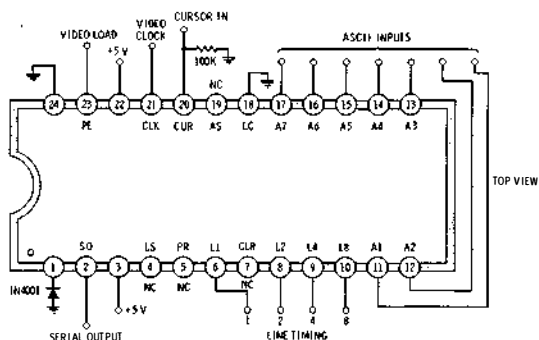 CURSOR IN
VIDEO LOAD
VIDEO CLOCK
+5 V
100K
ASCII INPUTS
NC
24 23 22 21 20 19 18 17 16 15 14 13
PE CLK CUR AS LC A7 A6 A5 A4 A3
TOP VIEW
SO LS PR L1 CLR L2 L4 L8 A1 A2
1 2 3 4 5 6 7 8 9 10 11 12
NC NC NC
IN4001
+5 V
1 2 4 8
SERIAL OUTPUT
LINE TIMING